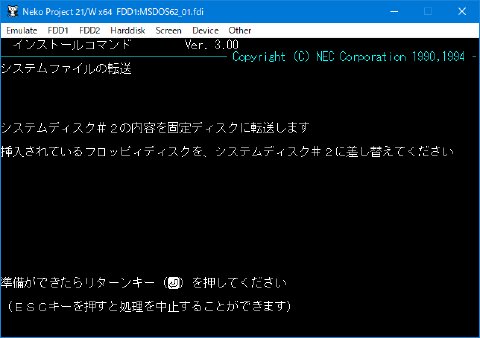 Neko Project 21/W x64  FDD1:MSDOS62_01.fdi
Emulate FDD1 FDD2 Harddisk Screen Device Other
インストールコマンド Ver. 3.00
Copyright (C) NEC Corporation 1990,1994
システムファイルの転送
システムディスク＃２の内容を固定ディスクに転送します
挿入されているフロッピィディスクを、システムディスク＃２に差し替えてください
準備ができたらリターンキー（⏎）を押してください
（ＥＳＣキーを押すと処理を中止することができます）